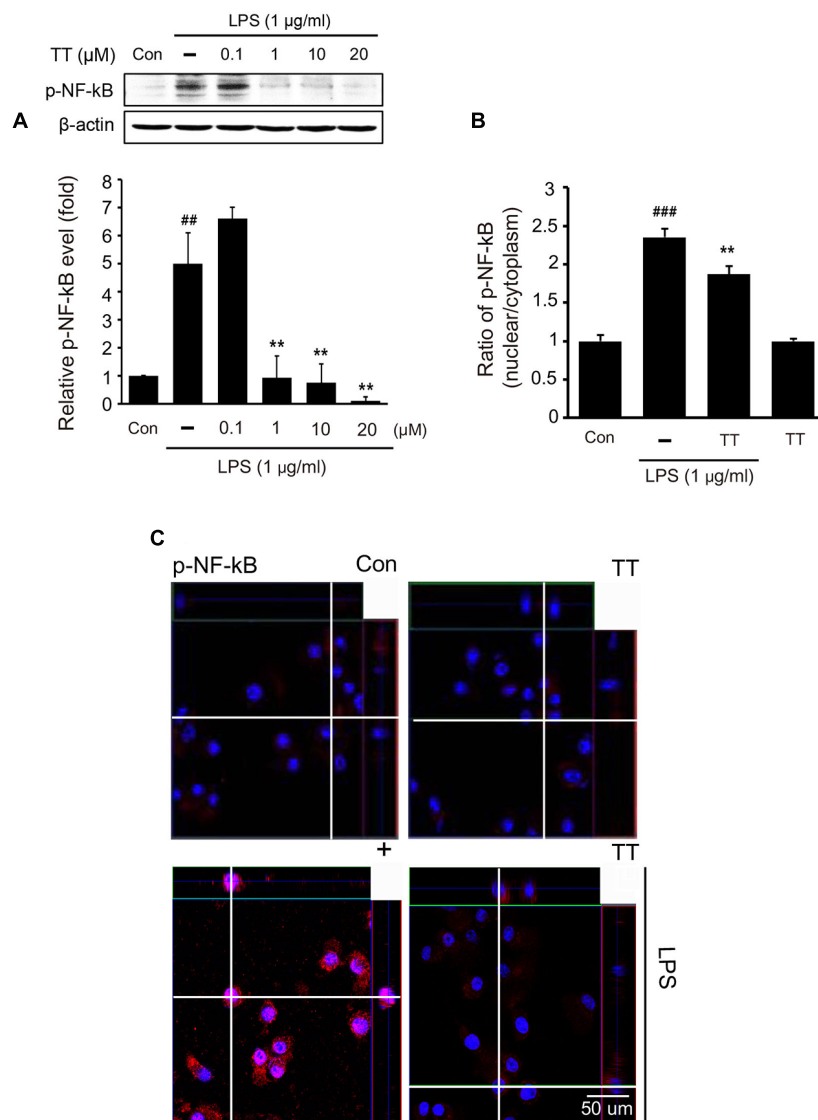 LPS (1 µg/ml)
TT (µM) Con – 0.1 1 10 20
p-NF-kB
A
β-actin
B
Relative p-NF-kB evel (fold)
8
7
6
5
4
3
2
1
0
##
**
**
**
Con – 0.1 1 10 20 (µM)
LPS (1 µg/ml)
Ratio of p-NF-kB
(nuclear/cytoplasm)
3
2.5
2
1.5
1
0.5
0
###
**
Con – TT TT
LPS (1 µg/ml)
C
p-NF-kB Con
TT
+
TT
LPS
50 um